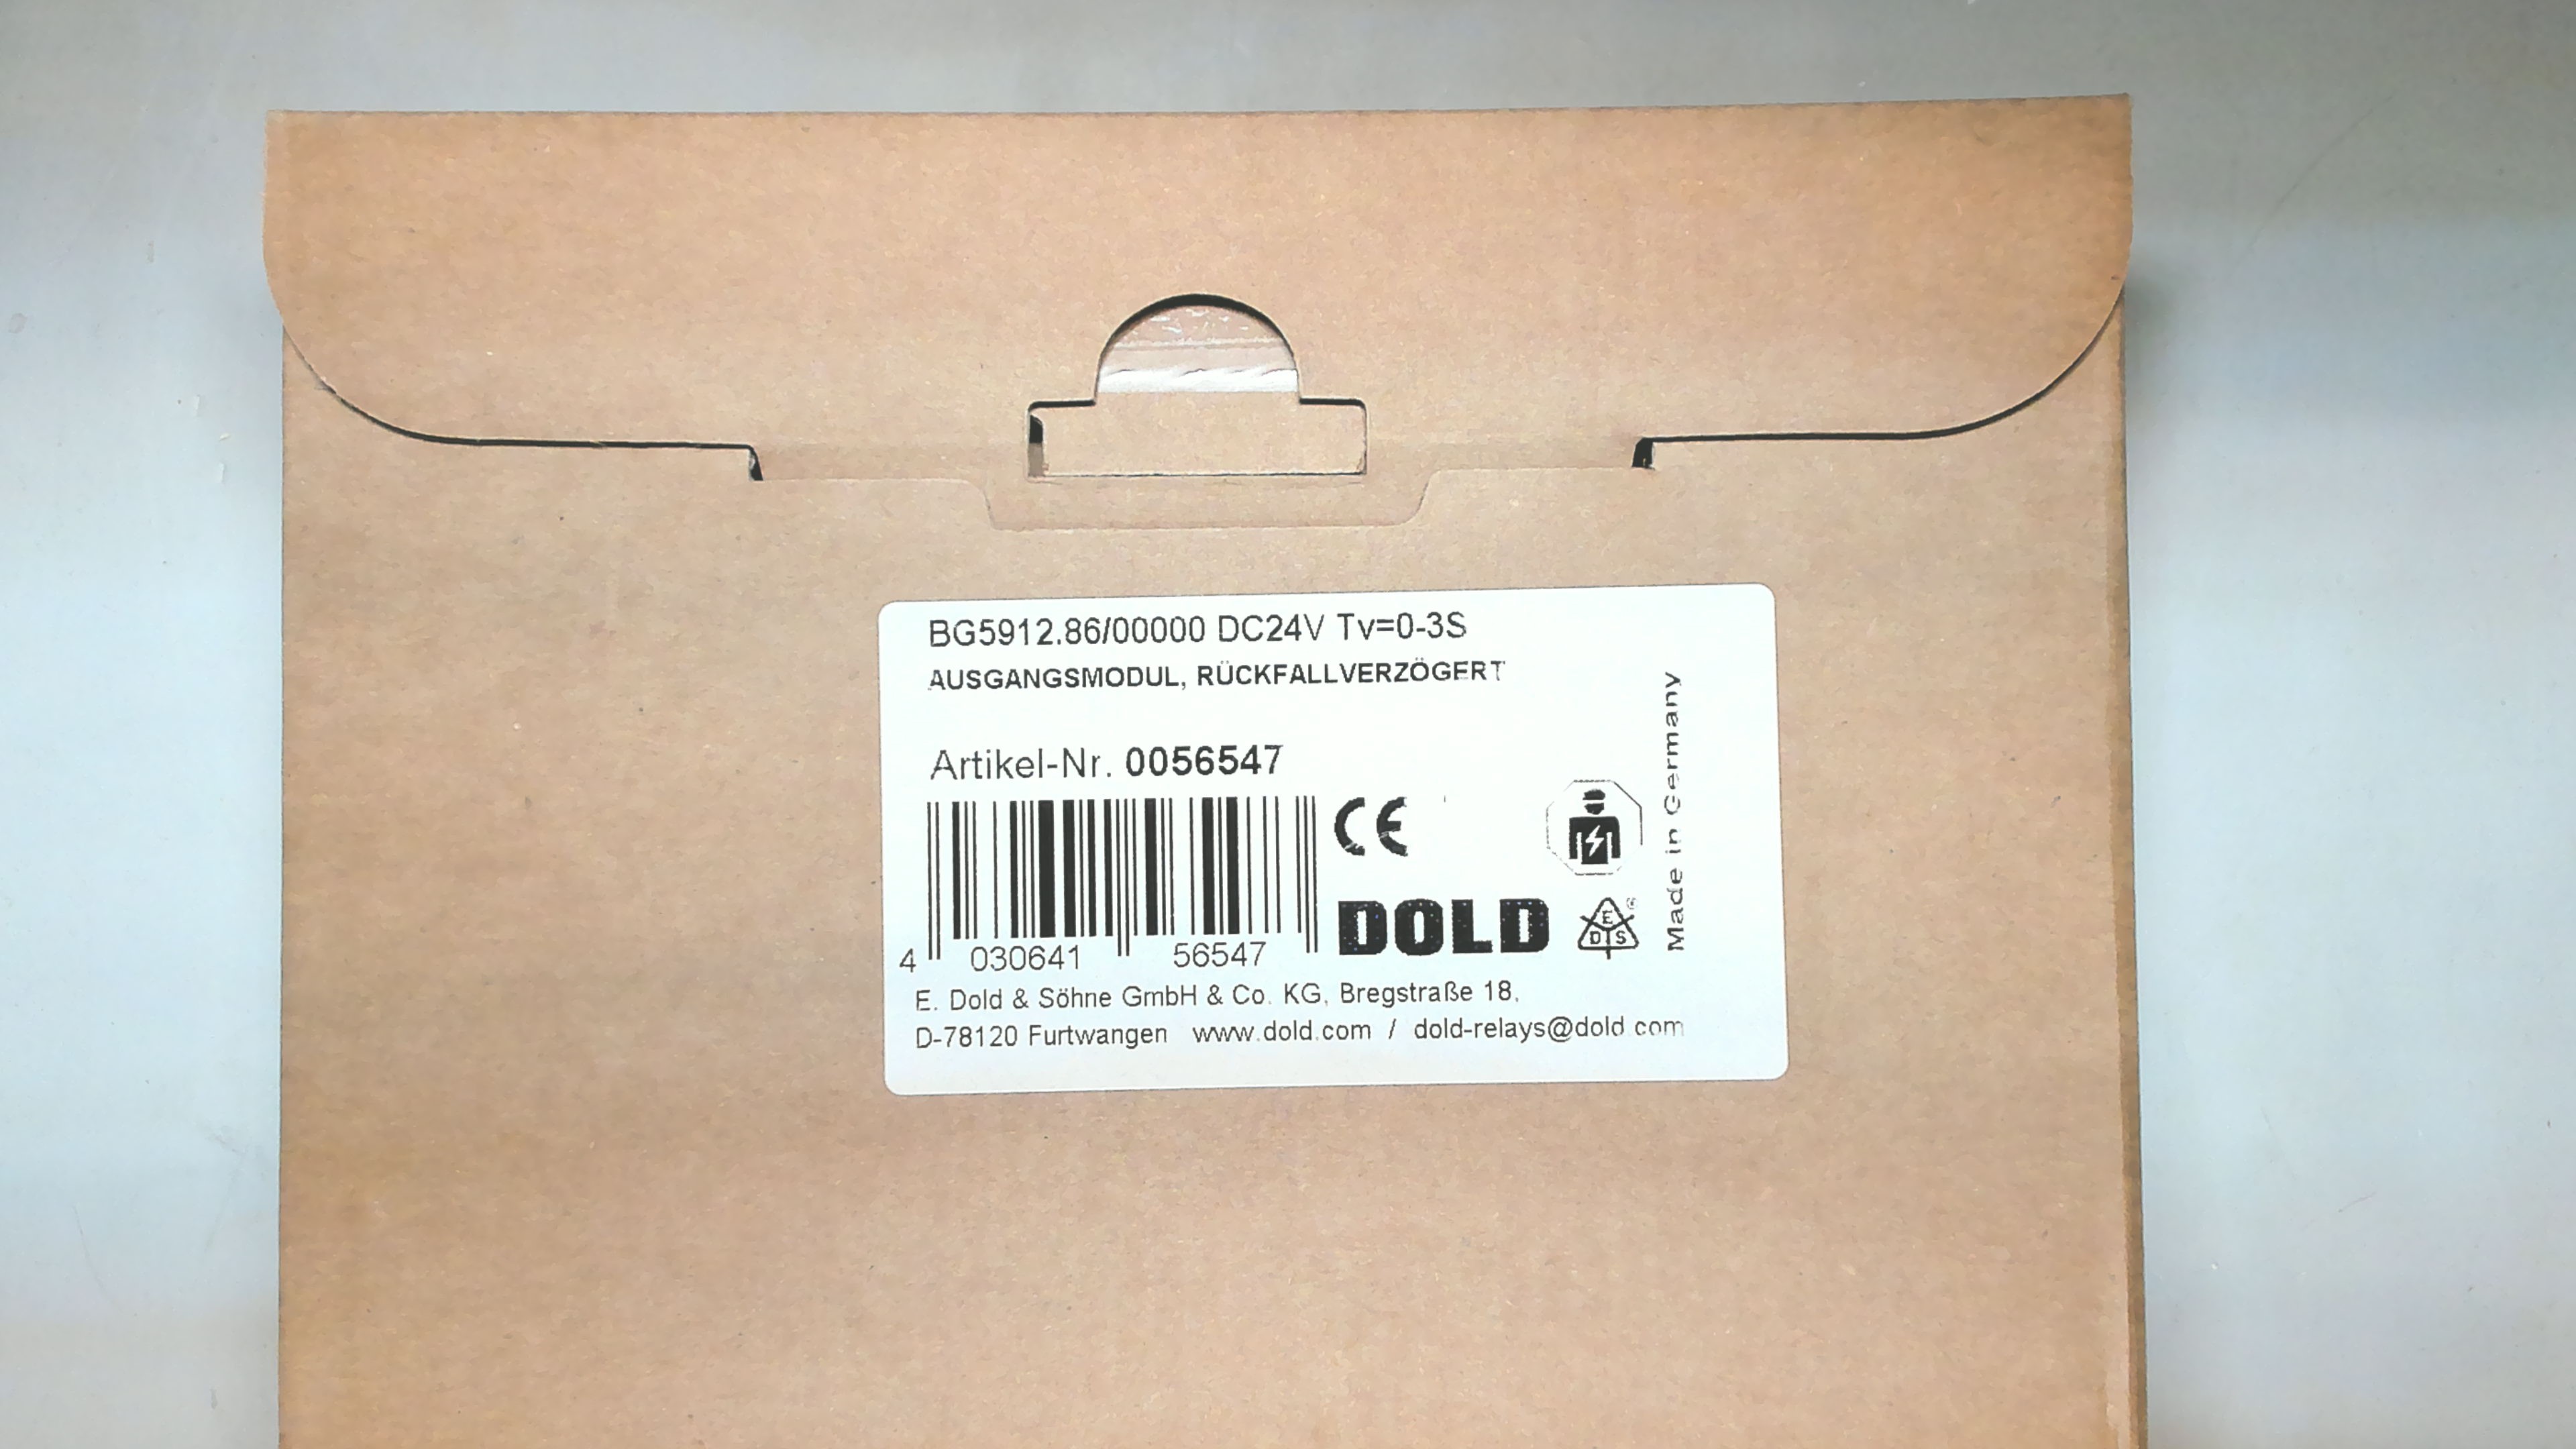 BG5912.86/00000 DC24V Tv=0-3S
AUSGANGSMODUL, RÜCKFALLVERZÖGERT
Artikel-Nr. 0056547
CE
Made in Germany
DOLD
E
D S
®
4 030641 56547
E. Dold & Söhne GmbH & Co. KG, Bregstraße 18,
D-78120 Furtwangen www.dold.com / dold-relays@dold.com